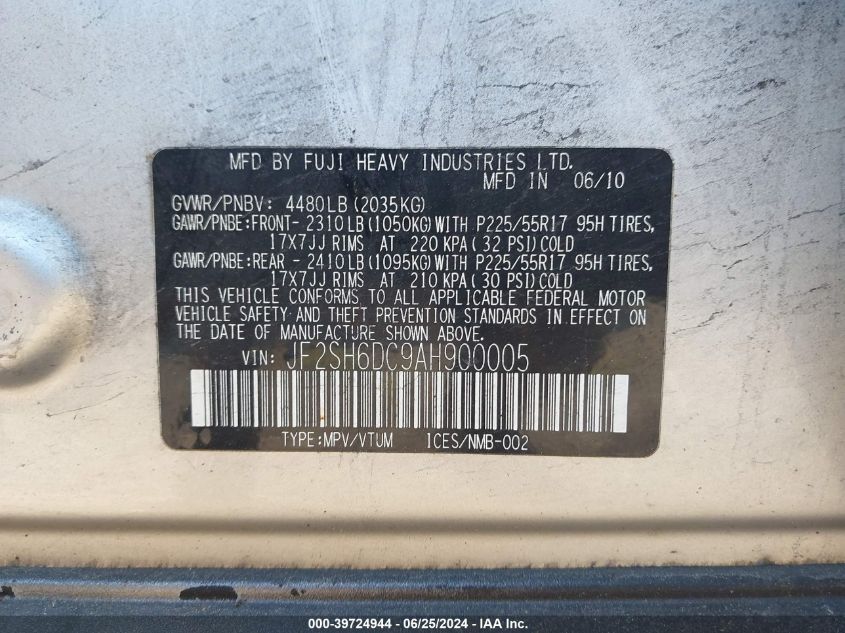 MFD BY FUJI HEAVY INDUSTRIES LTD.
MFD IN 06/10
GVWR/PNBV: 4480LB(2035KG)
GAWR/PNBE:FRONT- 2310LB(1050KG)WITH P225/55R17 95H TIRES,
17X7JJ RIMS AT 220 KPA(32 PSI)COLD
GAWR/PNBE:REAR - 2410LB(1095KG)WITH P225/55R17 95H TIRES,
17X7JJ RIMS AT 210 KPA(30 PSI)COLD
THIS VEHICLE CONFORMS TO ALL APPLICABLE FEDERAL MOTOR
VEHICLE SAFETY AND THEFT PREVENTION STANDARDS IN EFFECT ON
THE DATE OF MANUFACTURE SHOWN ABOVE.
VIN: JF2SH6DC9AH900005
TYPE:MPV/VTUM ICES/NMB-002
000-39724944 - 06/25/2024 - IAA Inc.